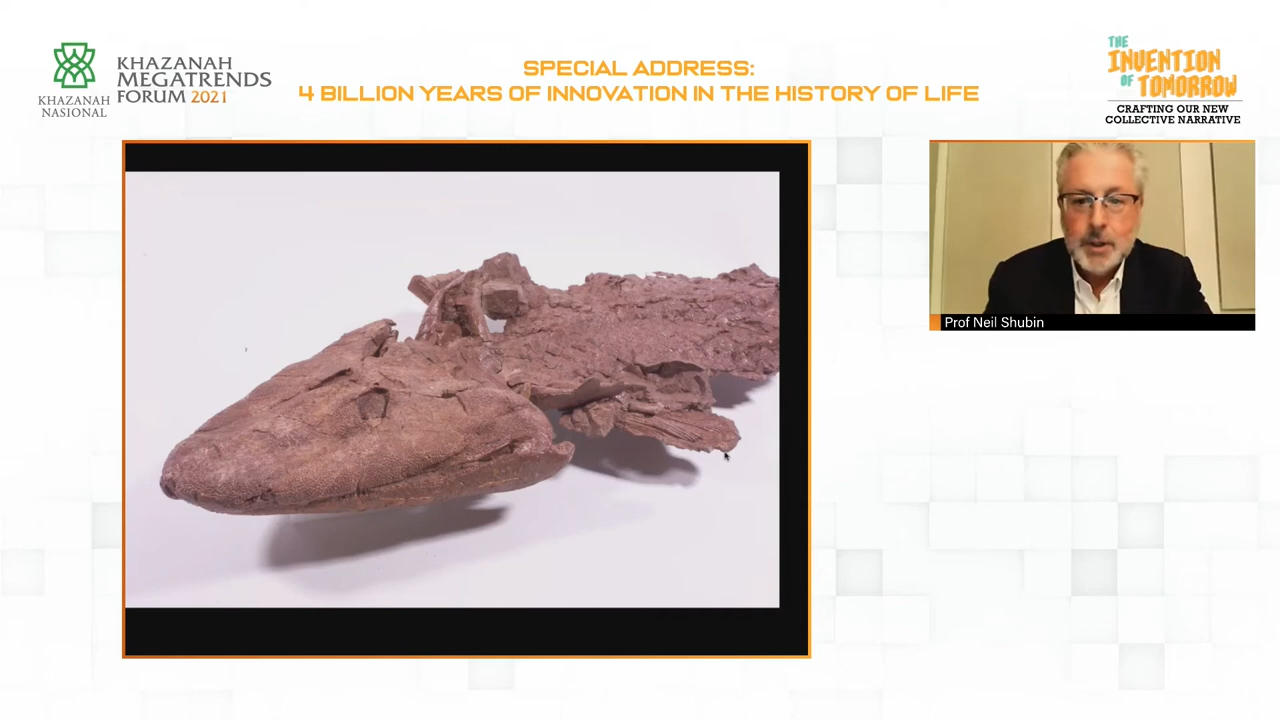 KHAZANAH
NASIONAL
KHAZANAH
MEGATRENDS
FORUM 2021
SPECIAL ADDRESS:
4 BILLION YEARS OF INNOVATION IN THE HISTORY OF LIFE
THE
INVENTION
OF TOMORROW
CRAFTING OUR NEW
COLLECTIVE NARRATIVE
Prof Neil Shubin